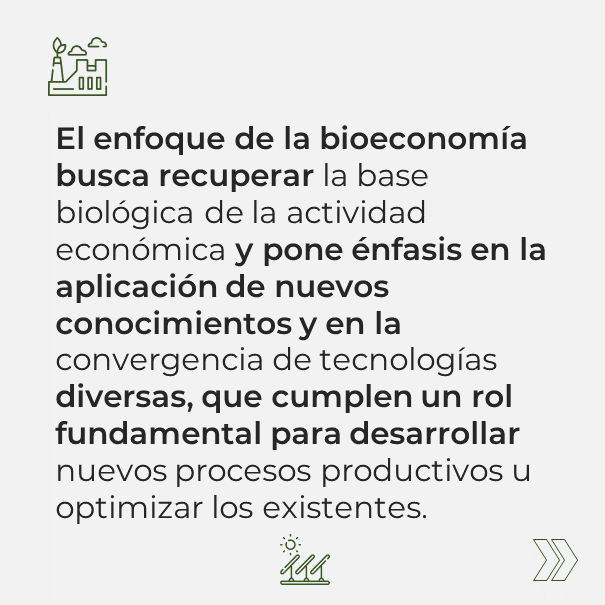 El enfoque de la bioeconomía
busca recuperar la base
biológica de la actividad
económica y pone énfasis en la
aplicación de nuevos
conocimientos y en la
convergencia de tecnologías
diversas, que cumplen un rol
fundamental para desarrollar
nuevos procesos productivos u
optimizar los existentes.